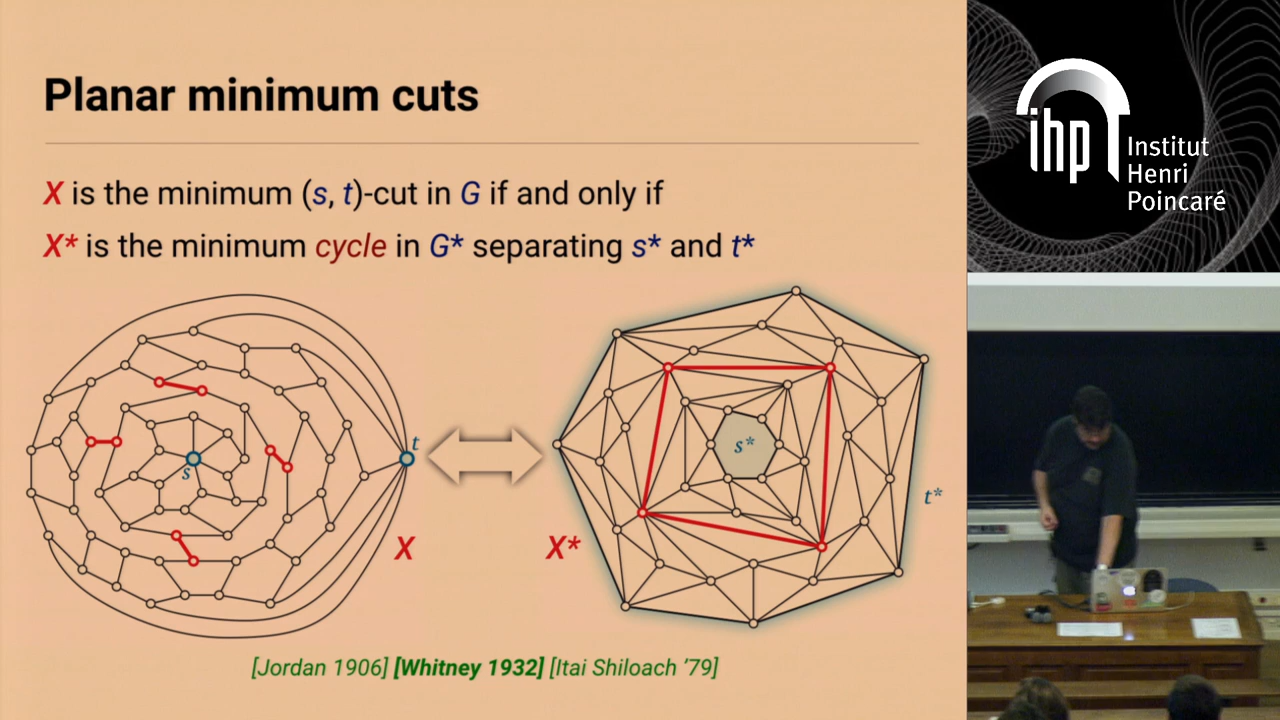 Planar minimum cuts
X is the minimum (s, t)-cut in G if and only if
X* is the minimum cycle in G* separating s* and t*
s
t
X
X*
s*
t*
[Jordan 1906] [Whitney 1932] [Itai Shiloach ’79]
ihp
Institut
Henri
Poincaré